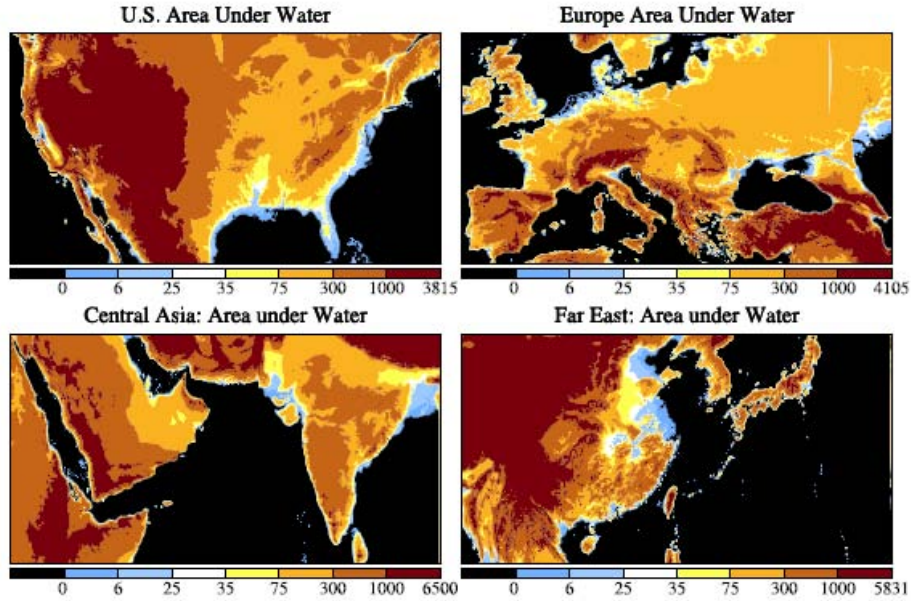 U.S. Area Under Water
Europe Area Under Water
0 6 25 35 75 300 1000 3815
0 6 25 35 75 300 1000 4105
Central Asia: Area under Water
Far East: Area under Water
0 6 25 35 75 300 1000 6500
0 6 25 35 75 300 1000 5831